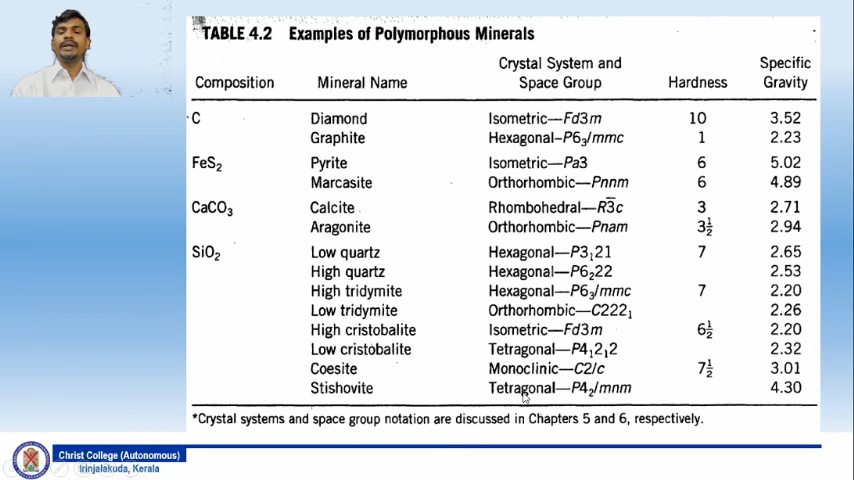 TABLE 4.2 Examples of Polymorphous Minerals
Composition Mineral Name Crystal System and Space Group Hardness Specific Gravity
C Diamond Isometric—Fd3m 10 3.52
Graphite Hexagonal–P6₃/mmc 1 2.23
FeS₂ Pyrite Isometric—Pa3 6 5.02
Marcasite Orthorhombic—Pnnm 6 4.89
CaCO₃ Calcite Rhombohedral—R3̅c 3 2.71
Aragonite Orthorhombic—Pnam 3½ 2.94
SiO₂ Low quartz Hexagonal—P3₁21 7 2.65
High quartz Hexagonal—P6₂22 2.53
High tridymite Hexagonal—P6₃/mmc 7 2.20
Low tridymite Orthorhombic—C222₁ 2.26
High cristobalite Isometric—Fd3m 6½ 2.20
Low cristobalite Tetragonal—P4₁2₁2 2.32
Coesite Monoclinic—C2/c 7½ 3.01
Stishovite Tetragonal—P4₂/mnm 4.30
*Crystal systems and space group notation are discussed in Chapters 5 and 6, respectively.
Christ College (Autonomous)
Irinjalakuda, Kerala